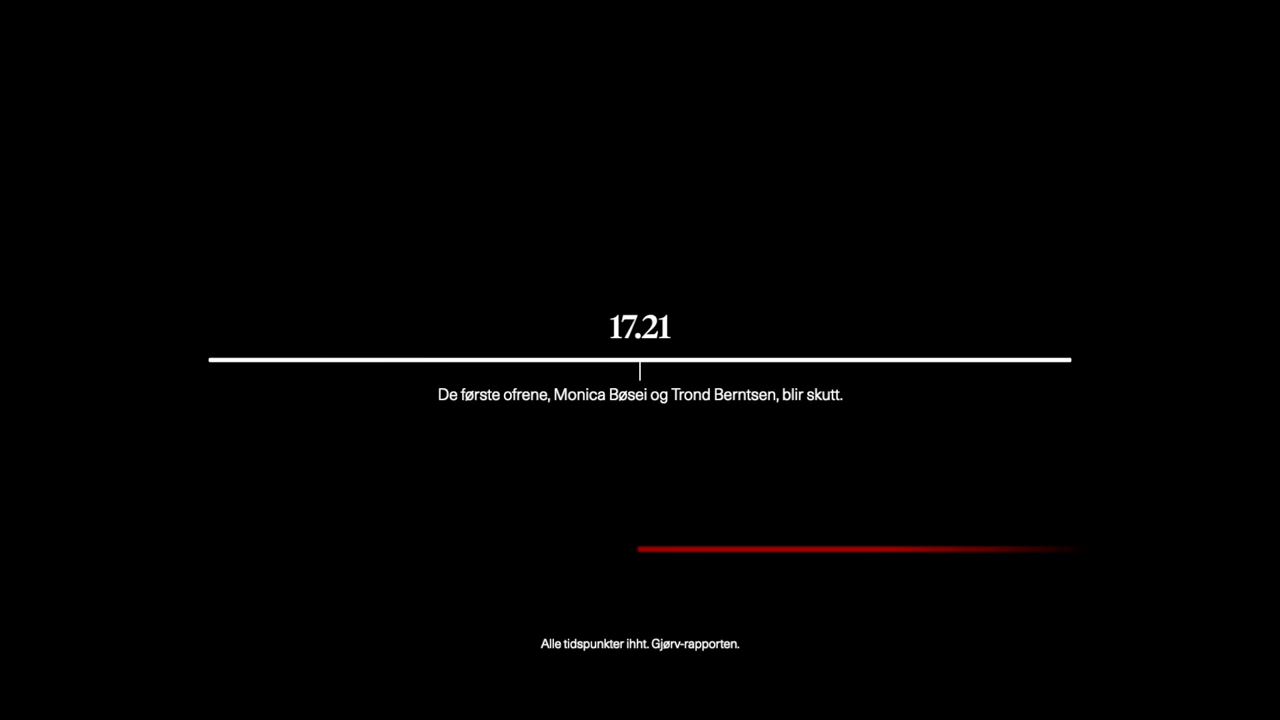 17.21
De første ofrene, Monica Bøsei og Trond Berntsen, blir skutt.
Alle tidspunkter ihht. Gjørv-rapporten.